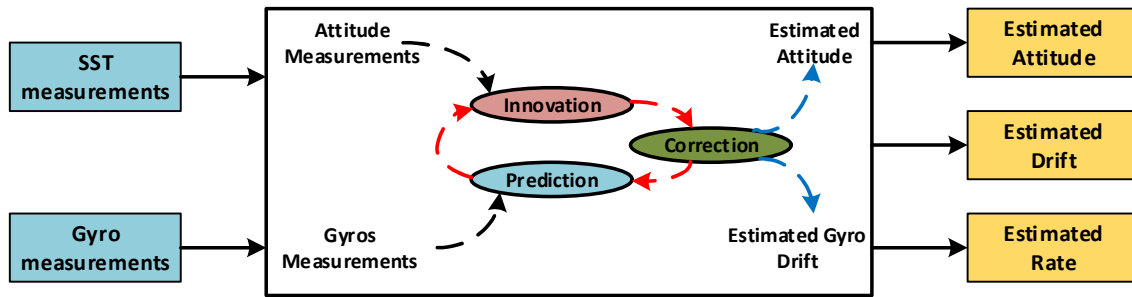 SST
measurements
Gyro
measurements
Attitude
Measurements
Innovation
Prediction
Correction
Gyros
Measurements
Estimated
Attitude
Estimated Gyro
Drift
Estimated
Attitude
Estimated
Drift
Estimated
Rate